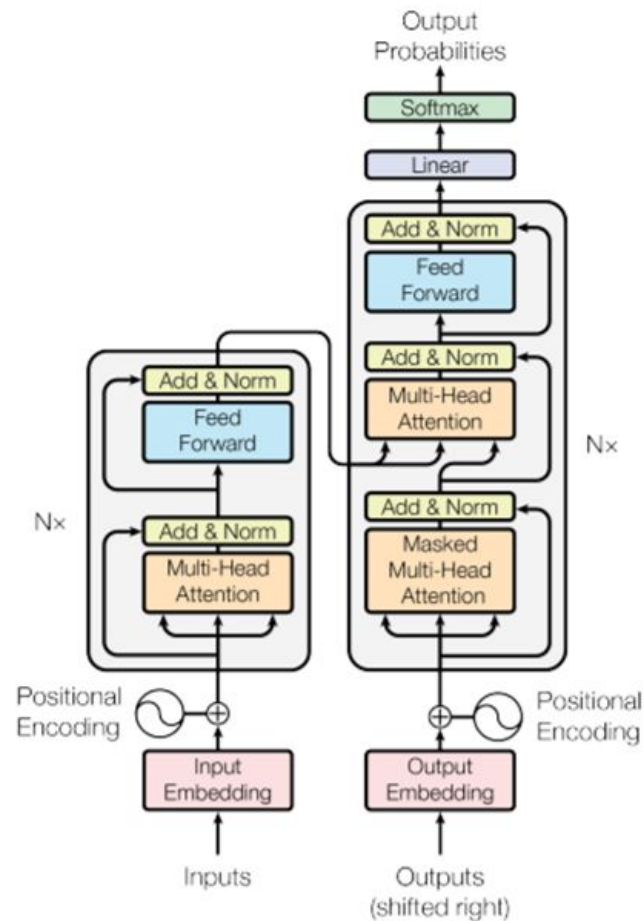 Output
Probabilities
Softmax
Linear
Add & Norm
Feed
Forward
Add & Norm
Multi-Head
Attention
Add & Norm
Masked
Multi-Head
Attention
Nx
Add & Norm
Feed
Forward
Add & Norm
Multi-Head
Attention
Nx
Positional
Encoding
Positional
Encoding
Input
Embedding
Output
Embedding
Inputs
Outputs
(shifted right)